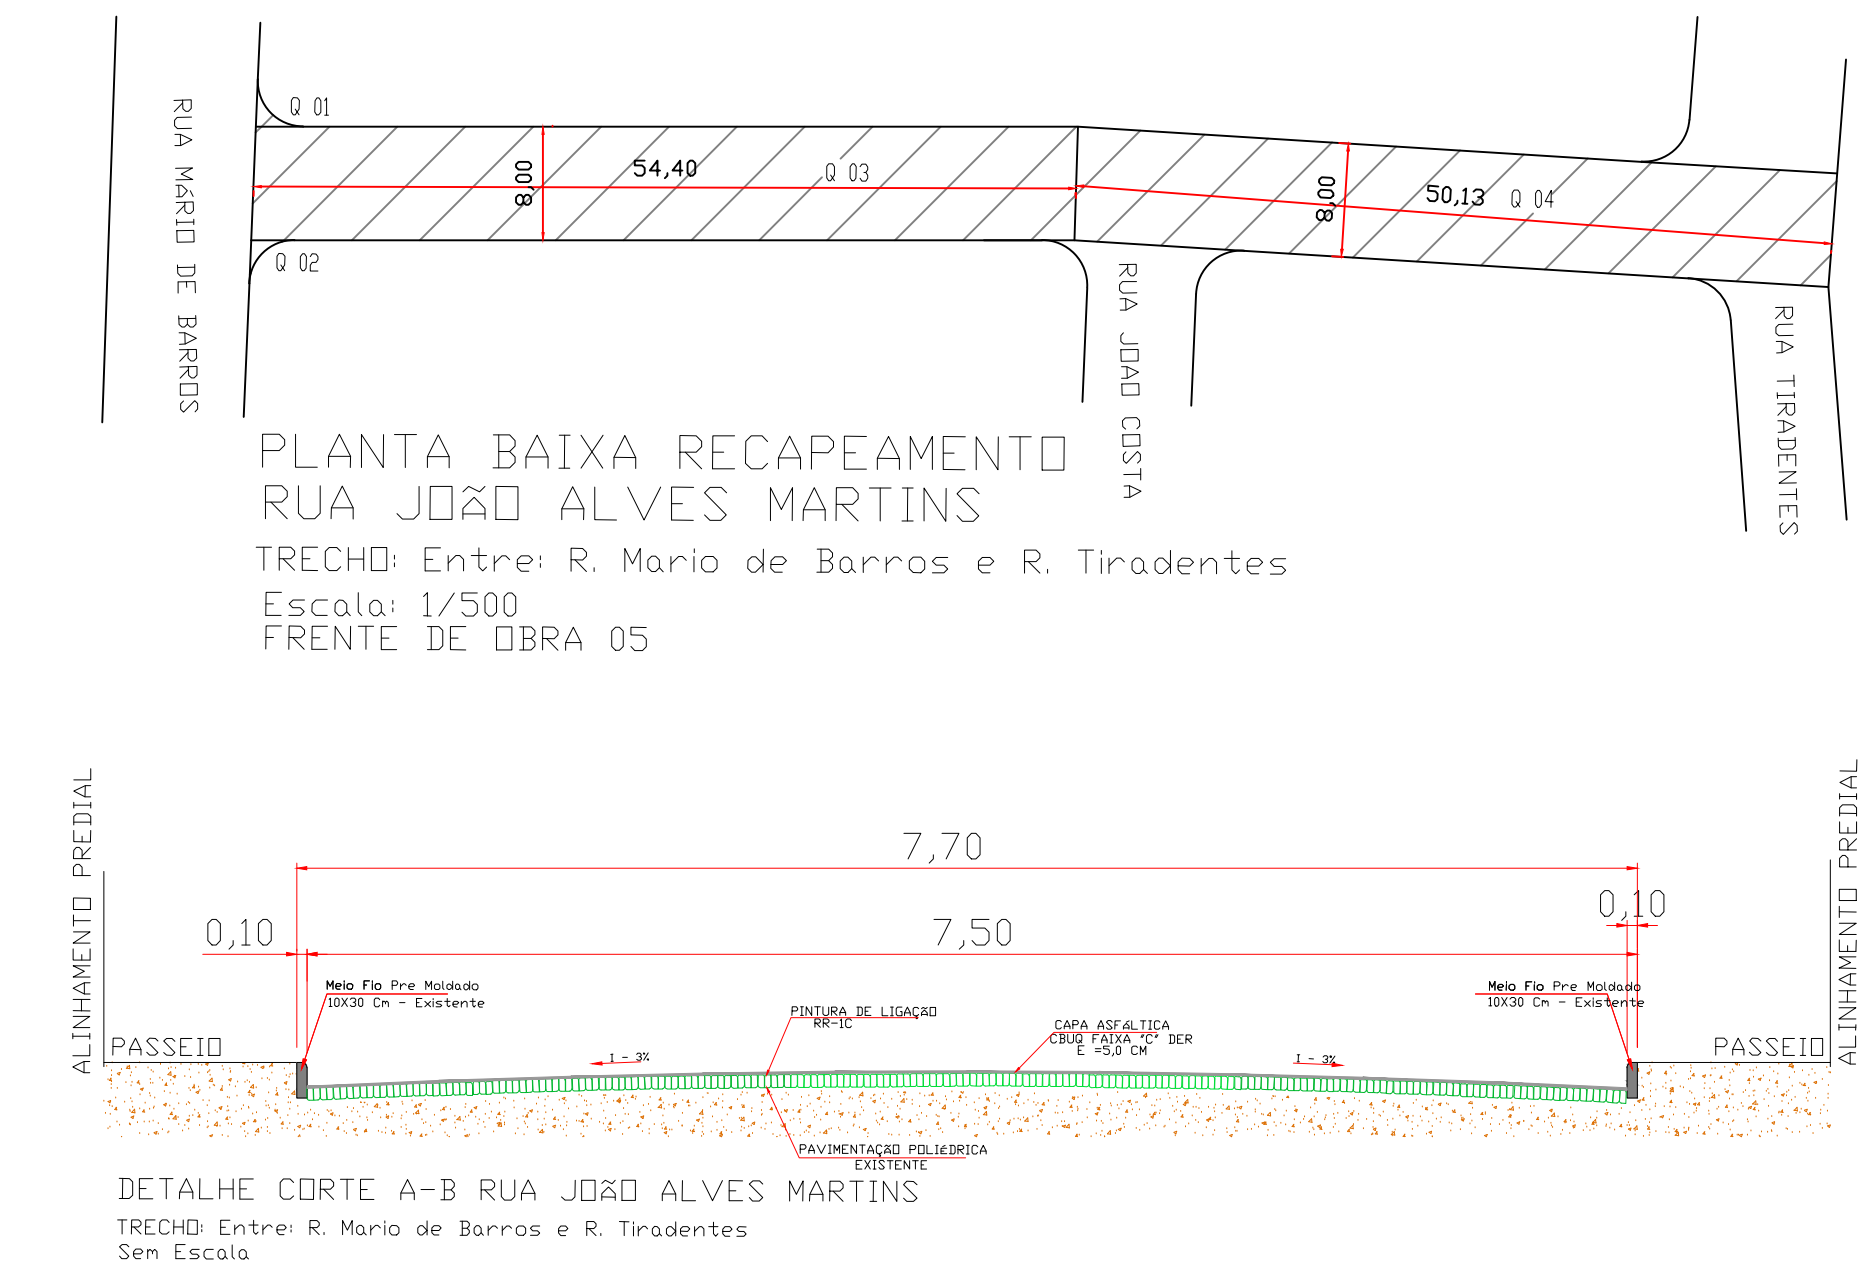 Q 01
RUA MÁRIO DE BARROS
8,00
54,40
Q 03
8,00
50,13
Q 04
Q 02
RUA JOAO COSTA
RUA TIRADENTES
PLANTA BAIXA RECAPEAMENTO
RUA JOÃO ALVES MARTINS
TRECHO: Entre: R. Mario de Barros e R. Tiradentes
Escala: 1/500
FRENTE DE OBRA 05
ALINHAMENTO PREDIAL
ALINHAMENTO PREDIAL
7,70
0,10
7,50
0,10
Meio Fio Pre Moldado
10X30 Cm - Existente
Meio Fio Pre Moldado
10X30 Cm - Existente
PINTURA DE LIGAÇÃO
RR-1C
CAPA ASFÁLTICA
CBUQ FAIXA "C" DER
E =5,0 CM
PASSEIO
I - 3%
I - 3%
PASSEIO
PAVIMENTAÇÃO POLIÉDRICA
EXISTENTE
DETALHE CORTE A-B RUA JOÃO ALVES MARTINS
TRECHO: Entre: R. Mario de Barros e R. Tiradentes
Sem Escala